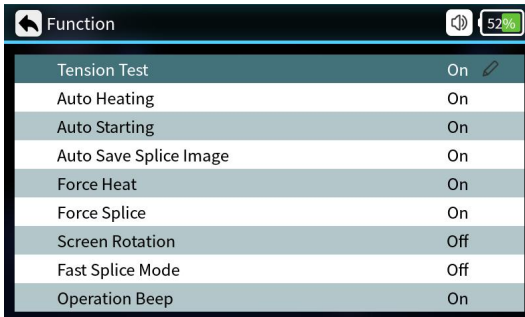 Function 52%
Tension Test On
Auto Heating On
Auto Starting On
Auto Save Splice Image On
Force Heat On
Force Splice On
Screen Rotation Off
Fast Splice Mode Off
Operation Beep On